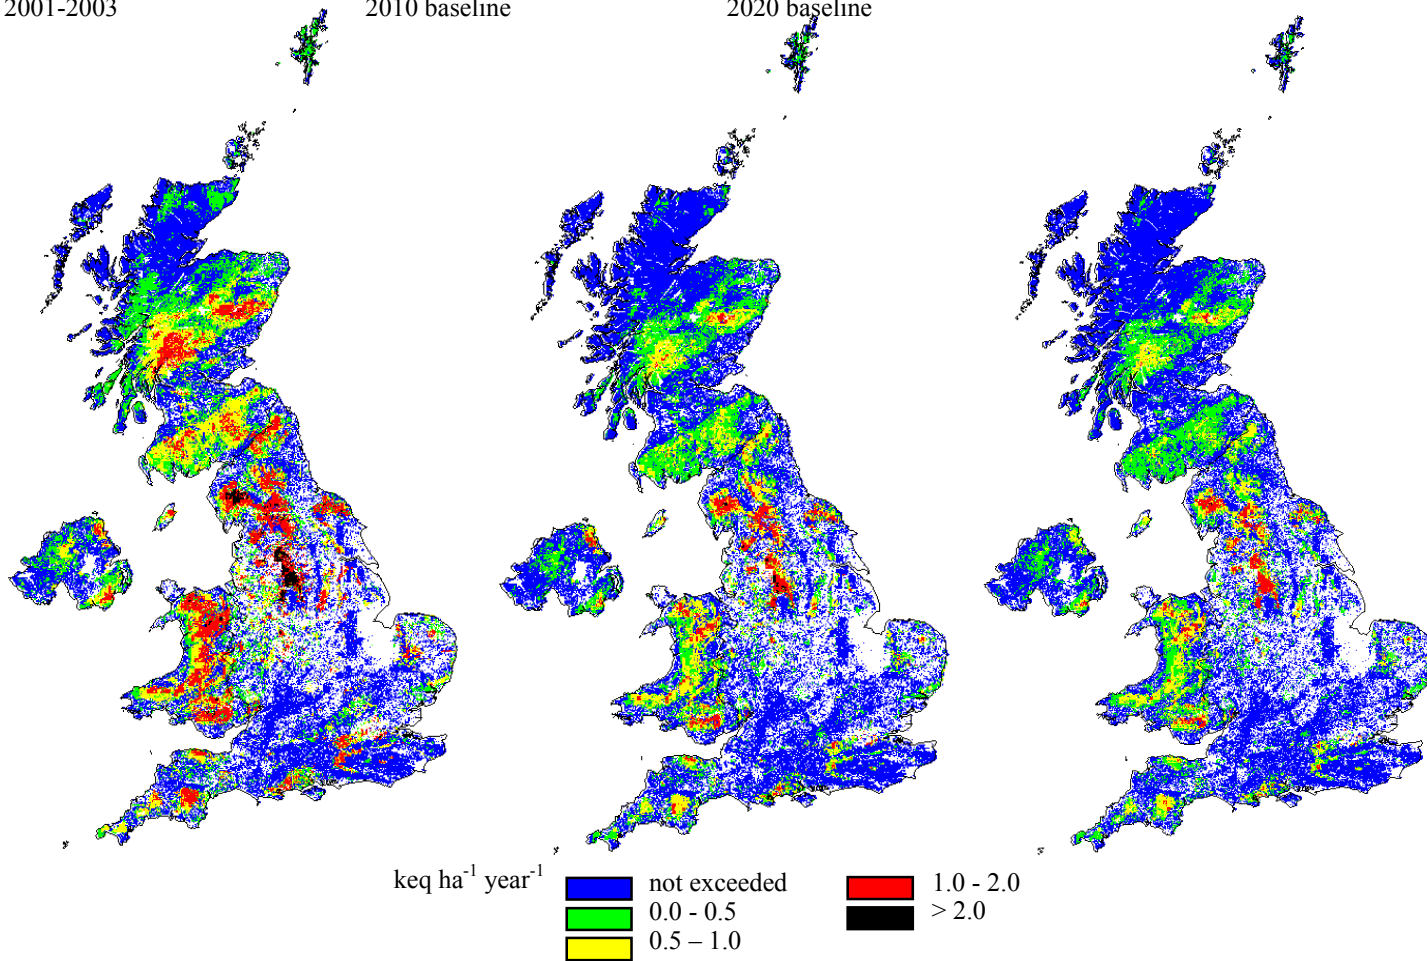 2001-2003 2010 baseline 2020 baseline
keq ha⁻¹ year⁻¹
not exceeded
0.0 - 0.5
0.5 – 1.0
1.0 - 2.0
> 2.0